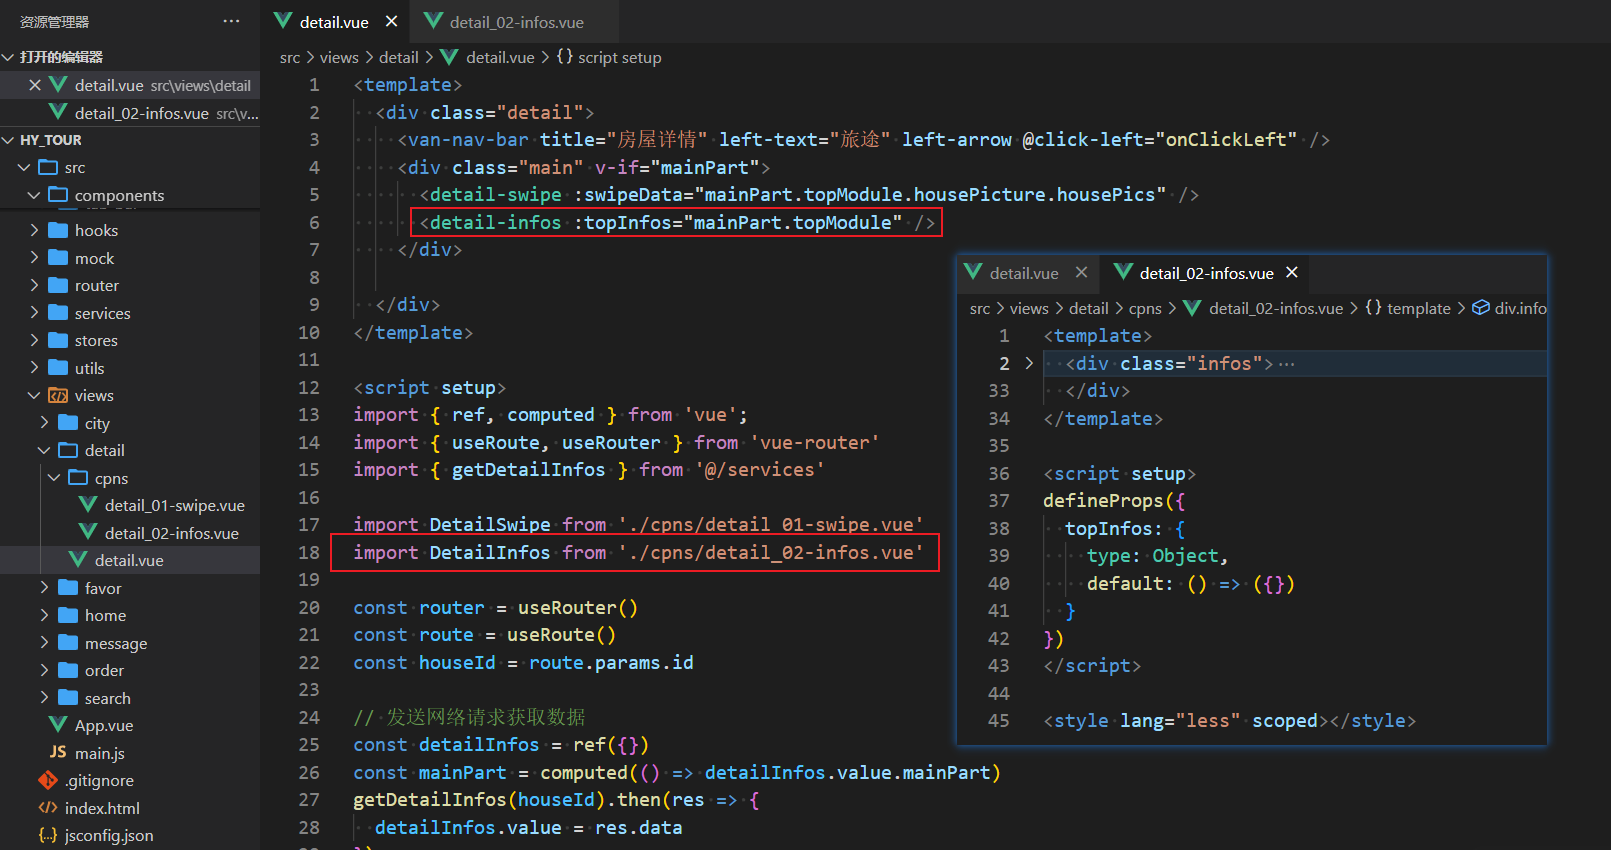 资源管理器
···
打开的编辑器
detail.vue src\views\detail
detail_02-infos.vue src\v...
HY_TOUR
src
components
hooks
mock
router
services
stores
utils
views
city
detail
cpns
detail_01-swipe.vue
detail_02-infos.vue
detail.vue
favor
home
message
order
search
App.vue
JS main.js
.gitignore
index.html
jsconfig.json
detail.vue
detail_02-infos.vue
src > views > detail > detail.vue > {} script setup
1 <template>
2 <div class="detail">
3 <van-nav-bar title="房屋详情" left-text="旅途" left-arrow @click-left="onClickLeft" />
4 <div class="main" v-if="mainPart">
5 <detail-swipe :swipeData="mainPart.topModule.housePicture.housePics" />
6 <detail-infos :topInfos="mainPart.topModule" />
7 </div>
8
9 </div>
10 </template>
11
12 <script setup>
13 import { ref, computed } from 'vue';
14 import { useRoute, useRouter } from 'vue-router'
15 import { getDetailInfos } from '@/services'
16
17 import DetailSwipe from './cpns/detail_01-swipe.vue'
18 import DetailInfos from './cpns/detail_02-infos.vue'
19
20 const router = useRouter()
21 const route = useRoute()
22 const houseId = route.params.id
23
24 // 发送网络请求获取数据
25 const detailInfos = ref({})
26 const mainPart = computed(() => detailInfos.value.mainPart)
27 getDetailInfos(houseId).then(res => {
28 detailInfos.value = res.data
detail.vue
detail_02-infos.vue
src > views > detail > cpns > detail_02-infos.vue > {} template > div.info
1 <template>
2 <div class="infos">···
33 </div>
34 </template>
35
36 <script setup>
37 defineProps({
38 topInfos: {
39 type: Object,
40 default: () => ({})
41 }
42 })
43 </script>
44
45 <style lang="less" scoped></style>